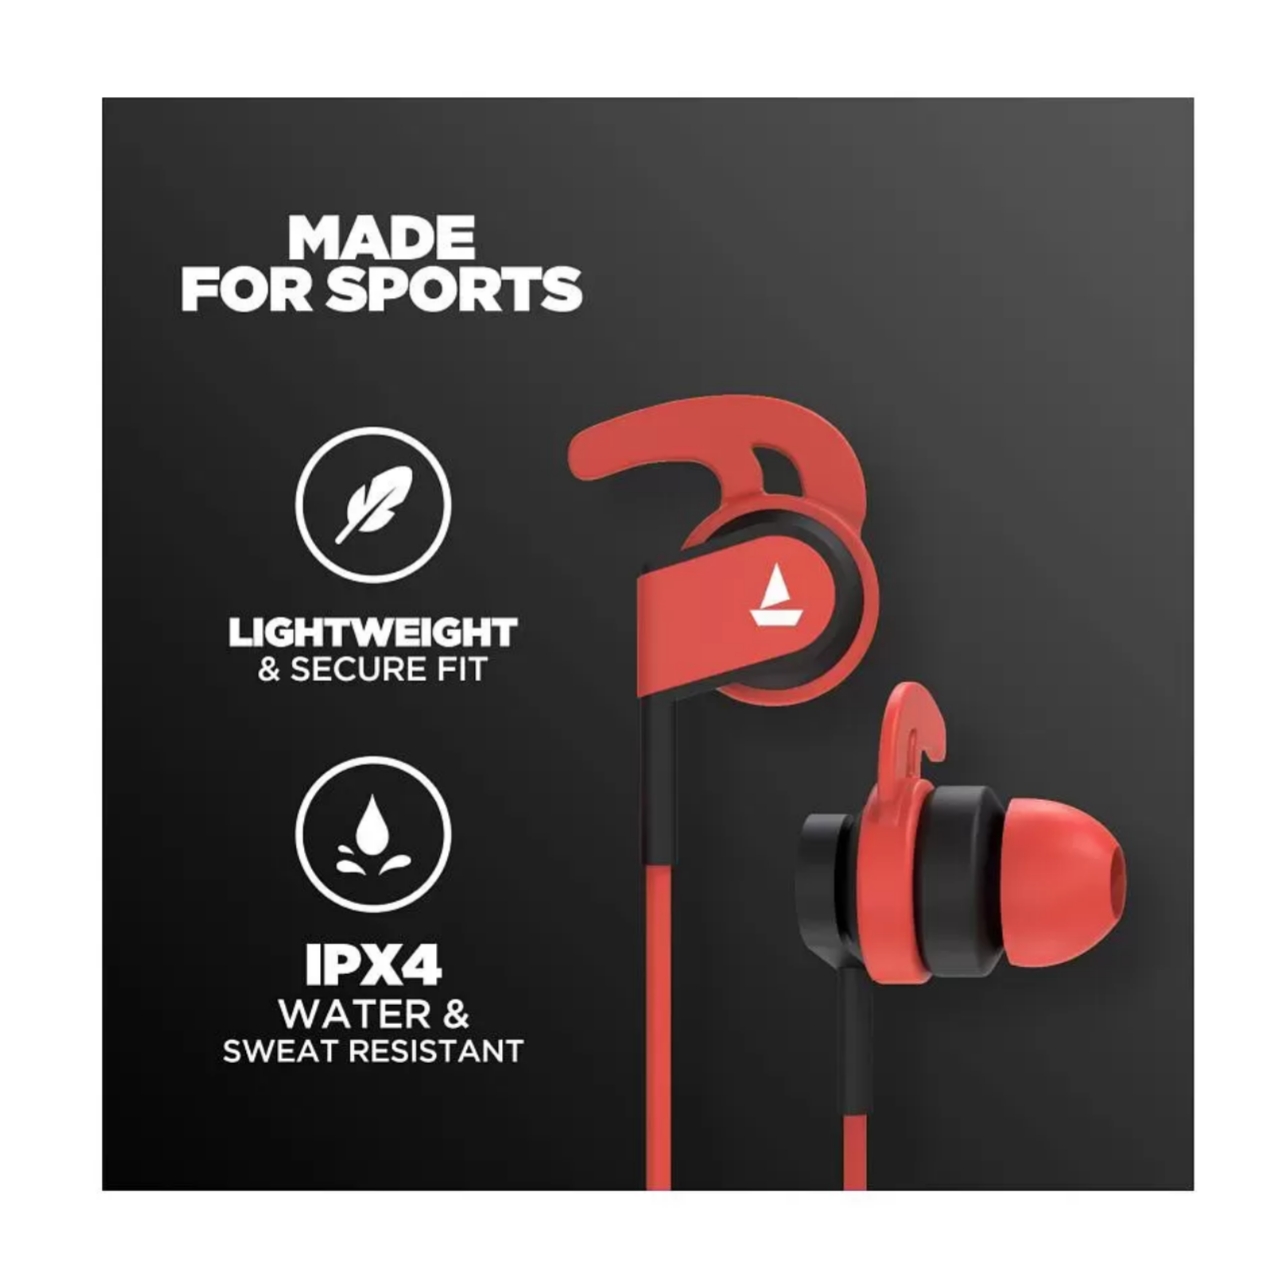 MADE
FOR SPORTS
LIGHTWEIGHT
& SECURE FIT
IPX4
WATER &
SWEAT RESISTANT